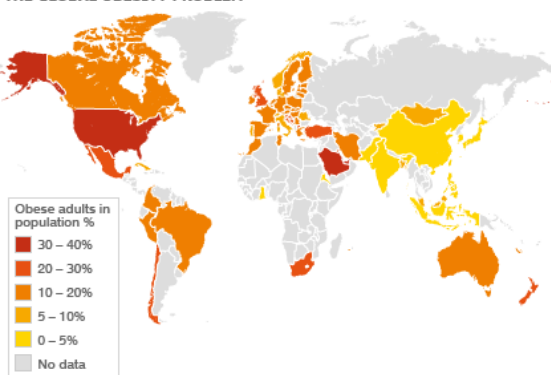 Obese adults in
population %
30 – 40%
20 – 30%
10 – 20%
5 – 10%
0 – 5%
No data